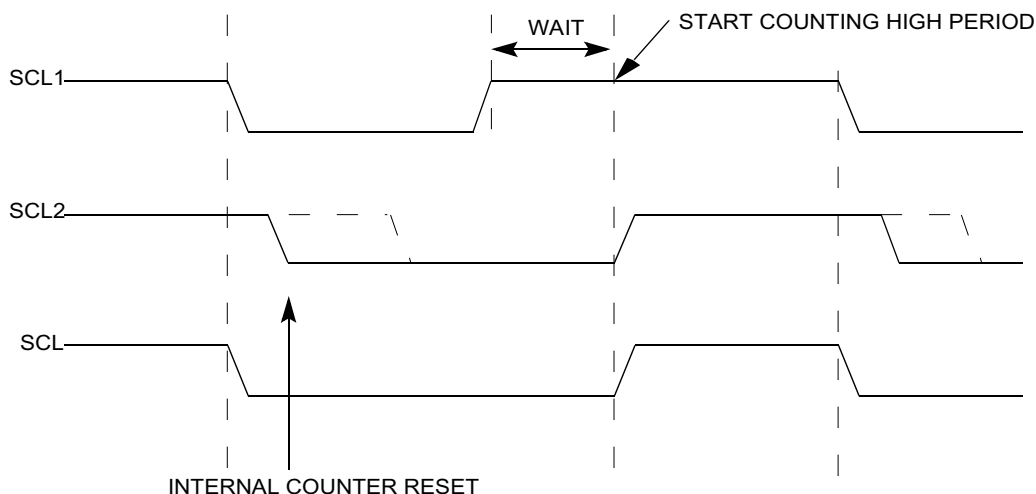 WAIT
START COUNTING HIGH PERIOD
SCL1
SCL2
SCL
INTERNAL COUNTER RESET